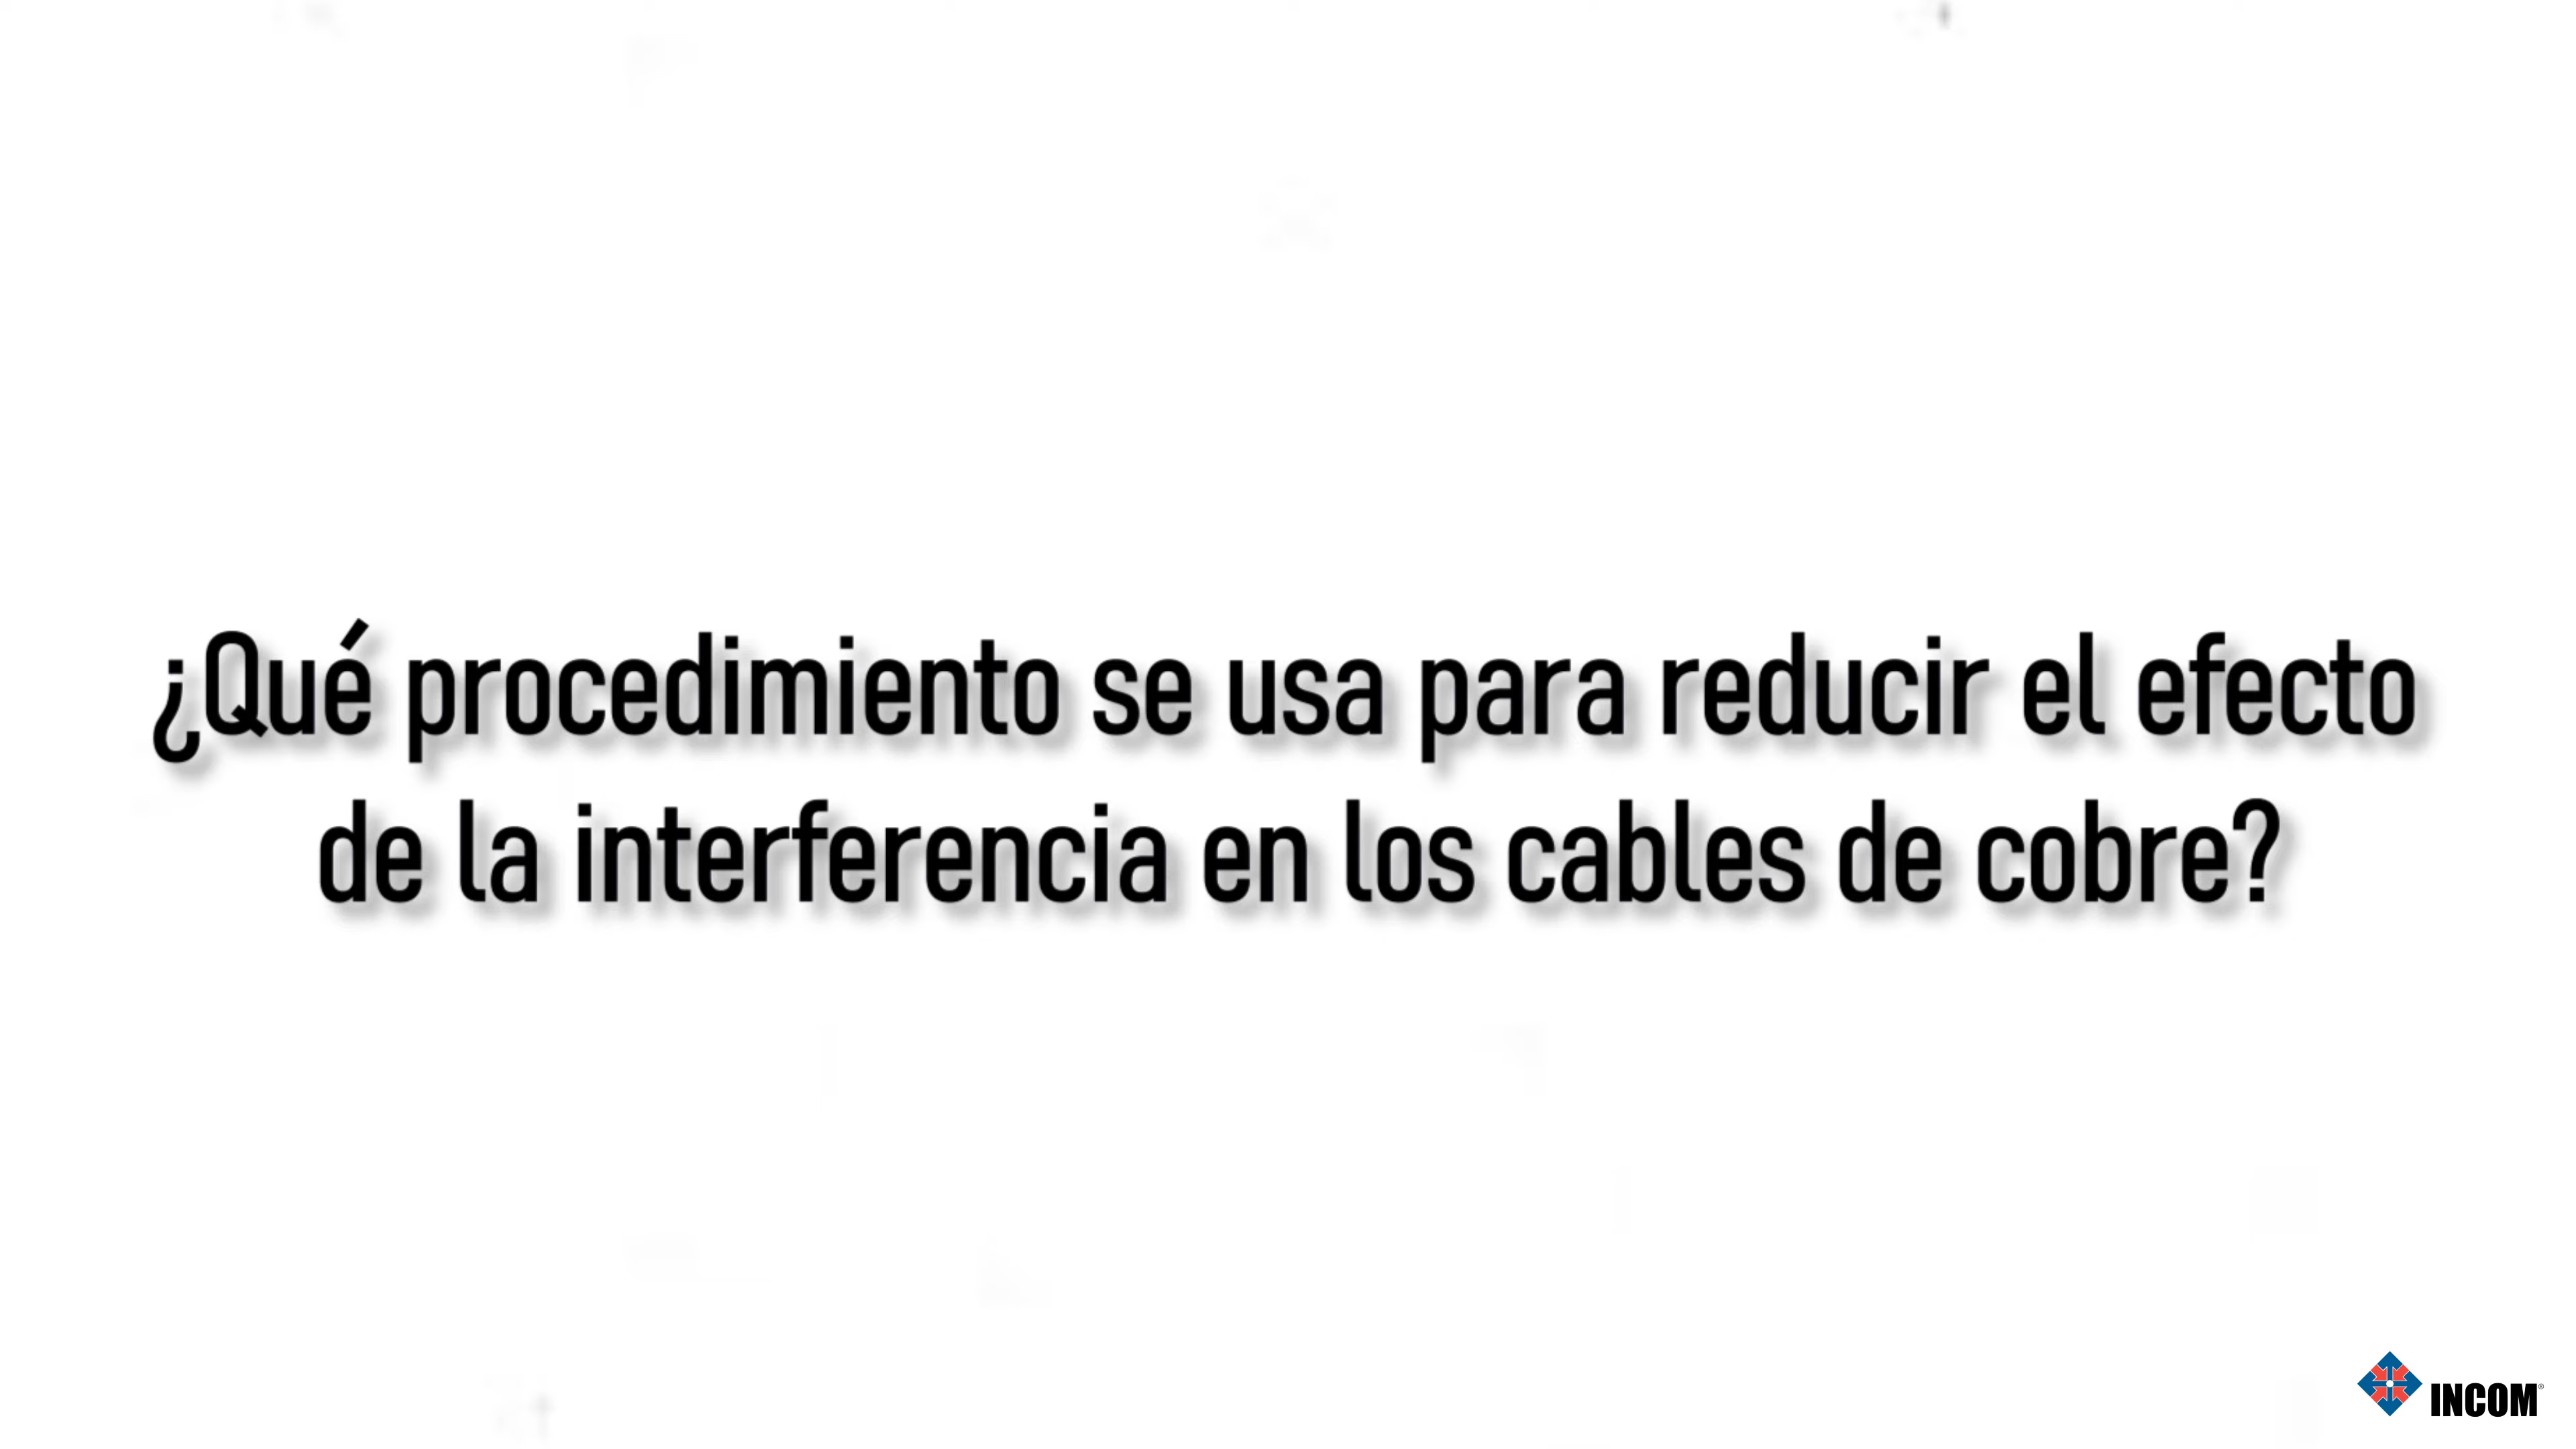 ¿Qué procedimiento se usa para reducir el efecto
de la interferencia en los cables de cobre?
INCOM®